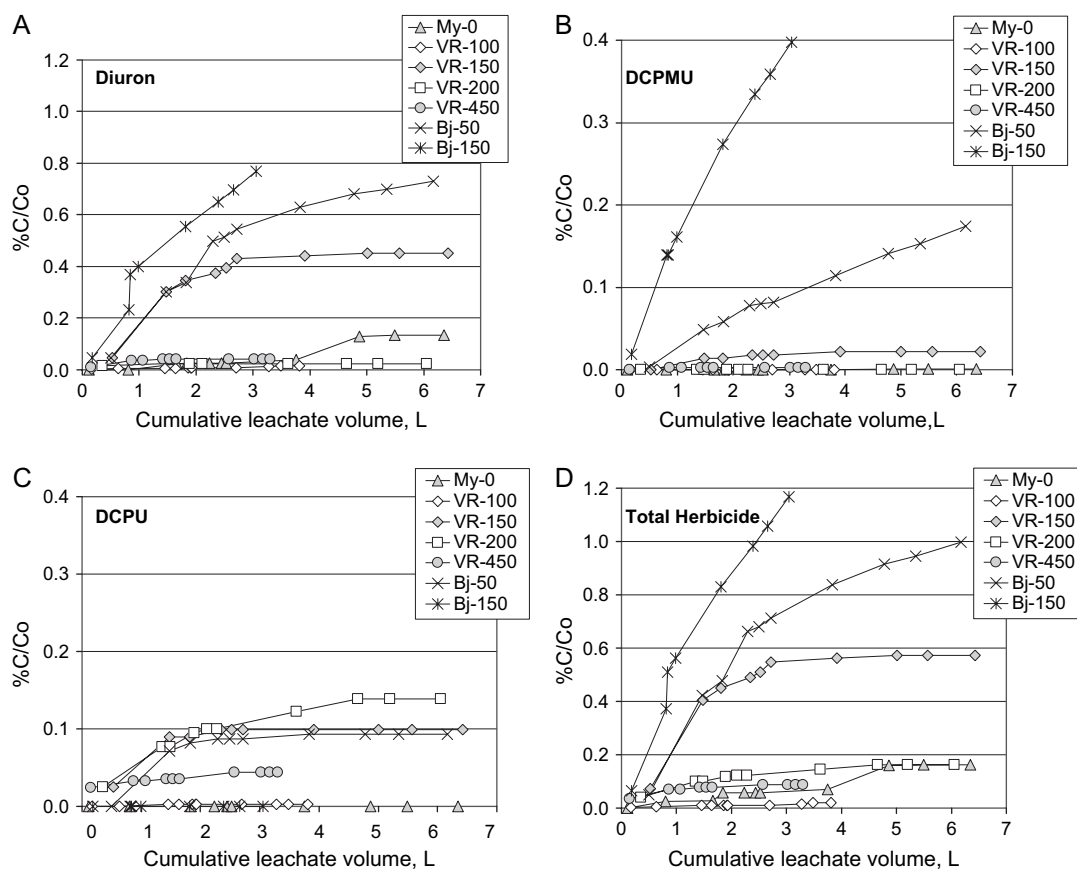 A
Diuron
My-0
VR-100
VR-150
VR-200
VR-450
Bj-50
Bj-150
1.2
1.0
0.8
0.6
0.4
0.2
0.0
%C/Co
0 1 2 3 4 5 6 7
Cumulative leachate volume, L
B
DCPMU
My-0
VR-100
VR-150
VR-200
VR-450
Bj-50
Bj-150
0.4
0.3
0.2
0.1
0.0
%C/Co
0 1 2 3 4 5 6 7
Cumulative leachate volume,L
C
DCPU
My-0
VR-100
VR-150
VR-200
VR-450
Bj-50
Bj-150
0.4
0.3
0.2
0.1
0.0
%C/Co
0 1 2 3 4 5 6 7
Cumulative leachate volume, L
D
Total Herbicide
My-0
VR-100
VR-150
VR-200
VR-450
Bj-50
Bj-150
1.2
1.0
0.8
0.6
0.4
0.2
0.0
%C/Co
0 1 2 3 4 5 6 7
Cumulative leachate volume, L